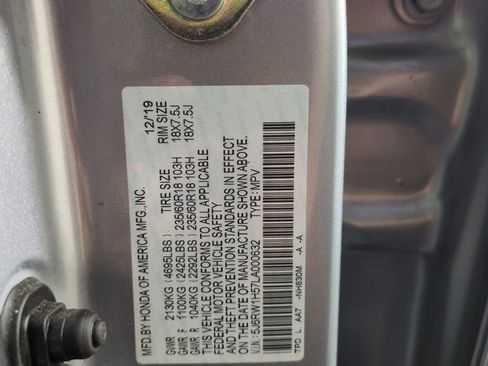 MFD.BY HONDA OF AMERICA MFG.,INC. 12/'19
TIRE SIZE RIM SIZE
GVWR 2130KG (4695LBS)
GAWR F 1100KG (2425LBS) 235/60R18 103H 18X7.5J
GAWR R 1040KG (2292LBS) 235/60R18 103H 18X7.5J
THIS VEHICLE CONFORMS TO ALL APPLICABLE
FEDERAL MOTOR VEHICLE SAFETY
AND THEFT PREVENTION STANDARDS IN EFFECT
ON THE DATE OF MANUFACTURE SHOWN ABOVE.
V.I.N.: 5J6RW1H57LA000632 TYPE: MPV
TPD L AA7 -NH830M -A -A